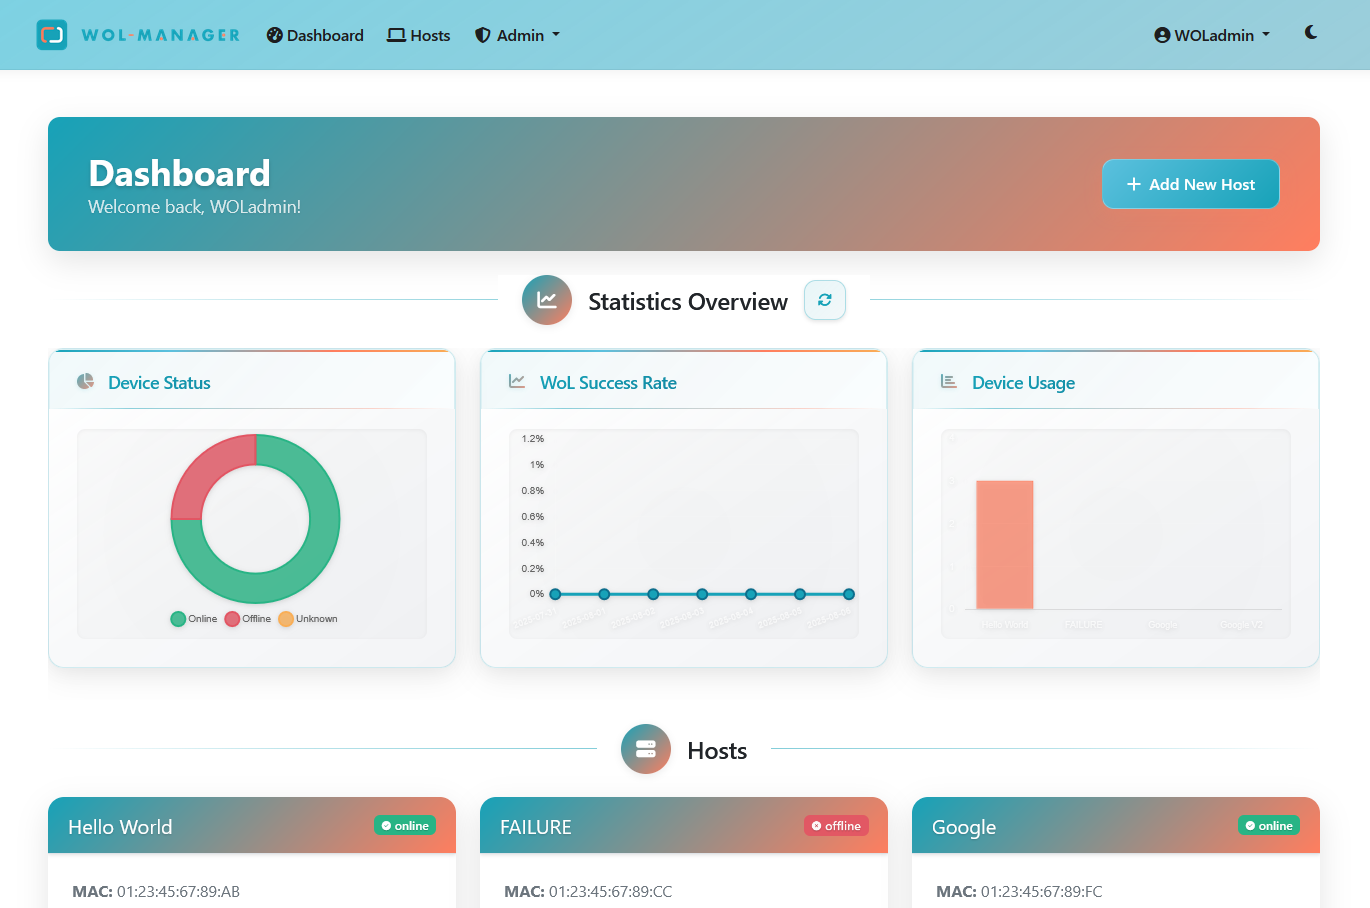 WOL-MANAGER Dashboard Hosts Admin WOLadmin
Dashboard
Welcome back, WOLadmin!
Add New Host
Statistics Overview
Device Status
Online Offline Unknown
WoL Success Rate
1.2%
1%
0.8%
0.6%
0.4%
0.2%
0%
Device Usage
Hello World FAILURE Google Google V2
Hosts
Hello World online
MAC: 01:23:45:67:89:AB
FAILURE offline
MAC: 01:23:45:67:89:CC
Google online
MAC: 01:23:45:67:89:FC